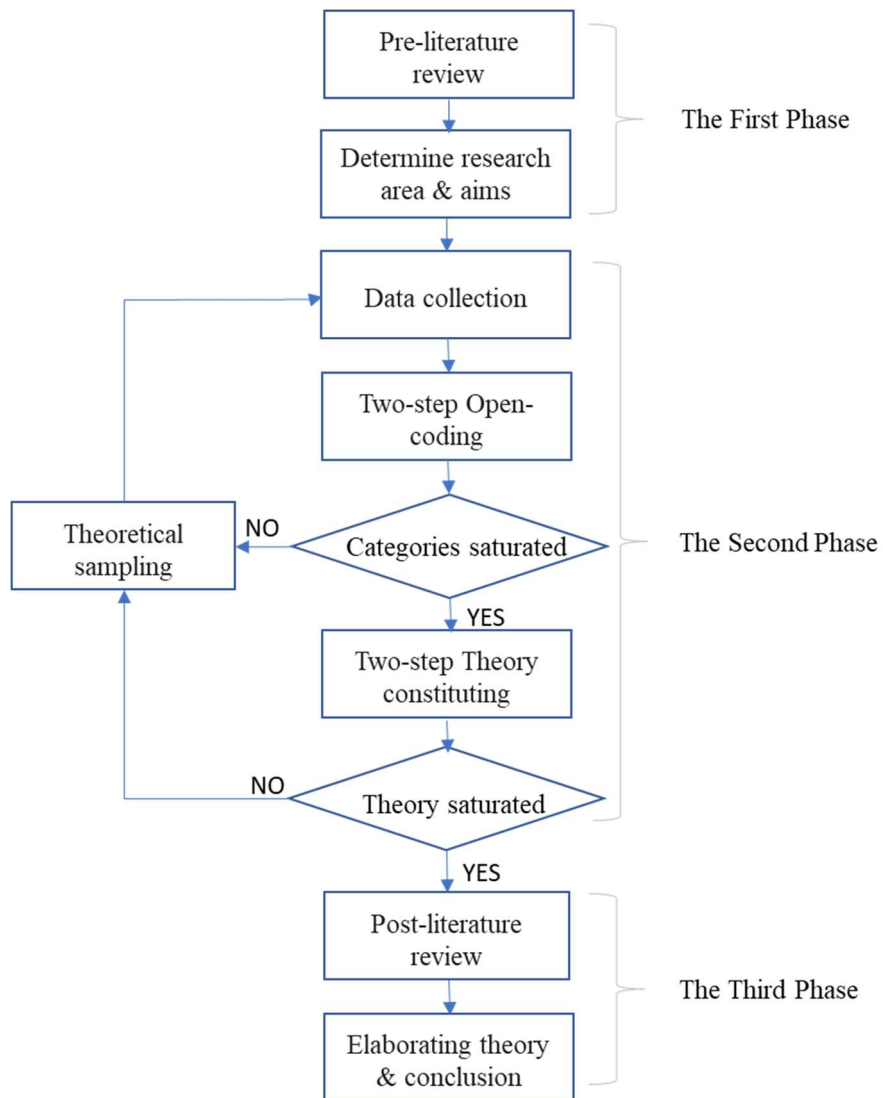 Pre-literature
review
The First Phase
Determine research
area & aims
Data collection
Two-step Open-
coding
Theoretical
sampling
NO
Categories saturated
The Second Phase
YES
Two-step Theory
constituting
NO
Theory saturated
YES
Post-literature
review
The Third Phase
Elaborating theory
& conclusion